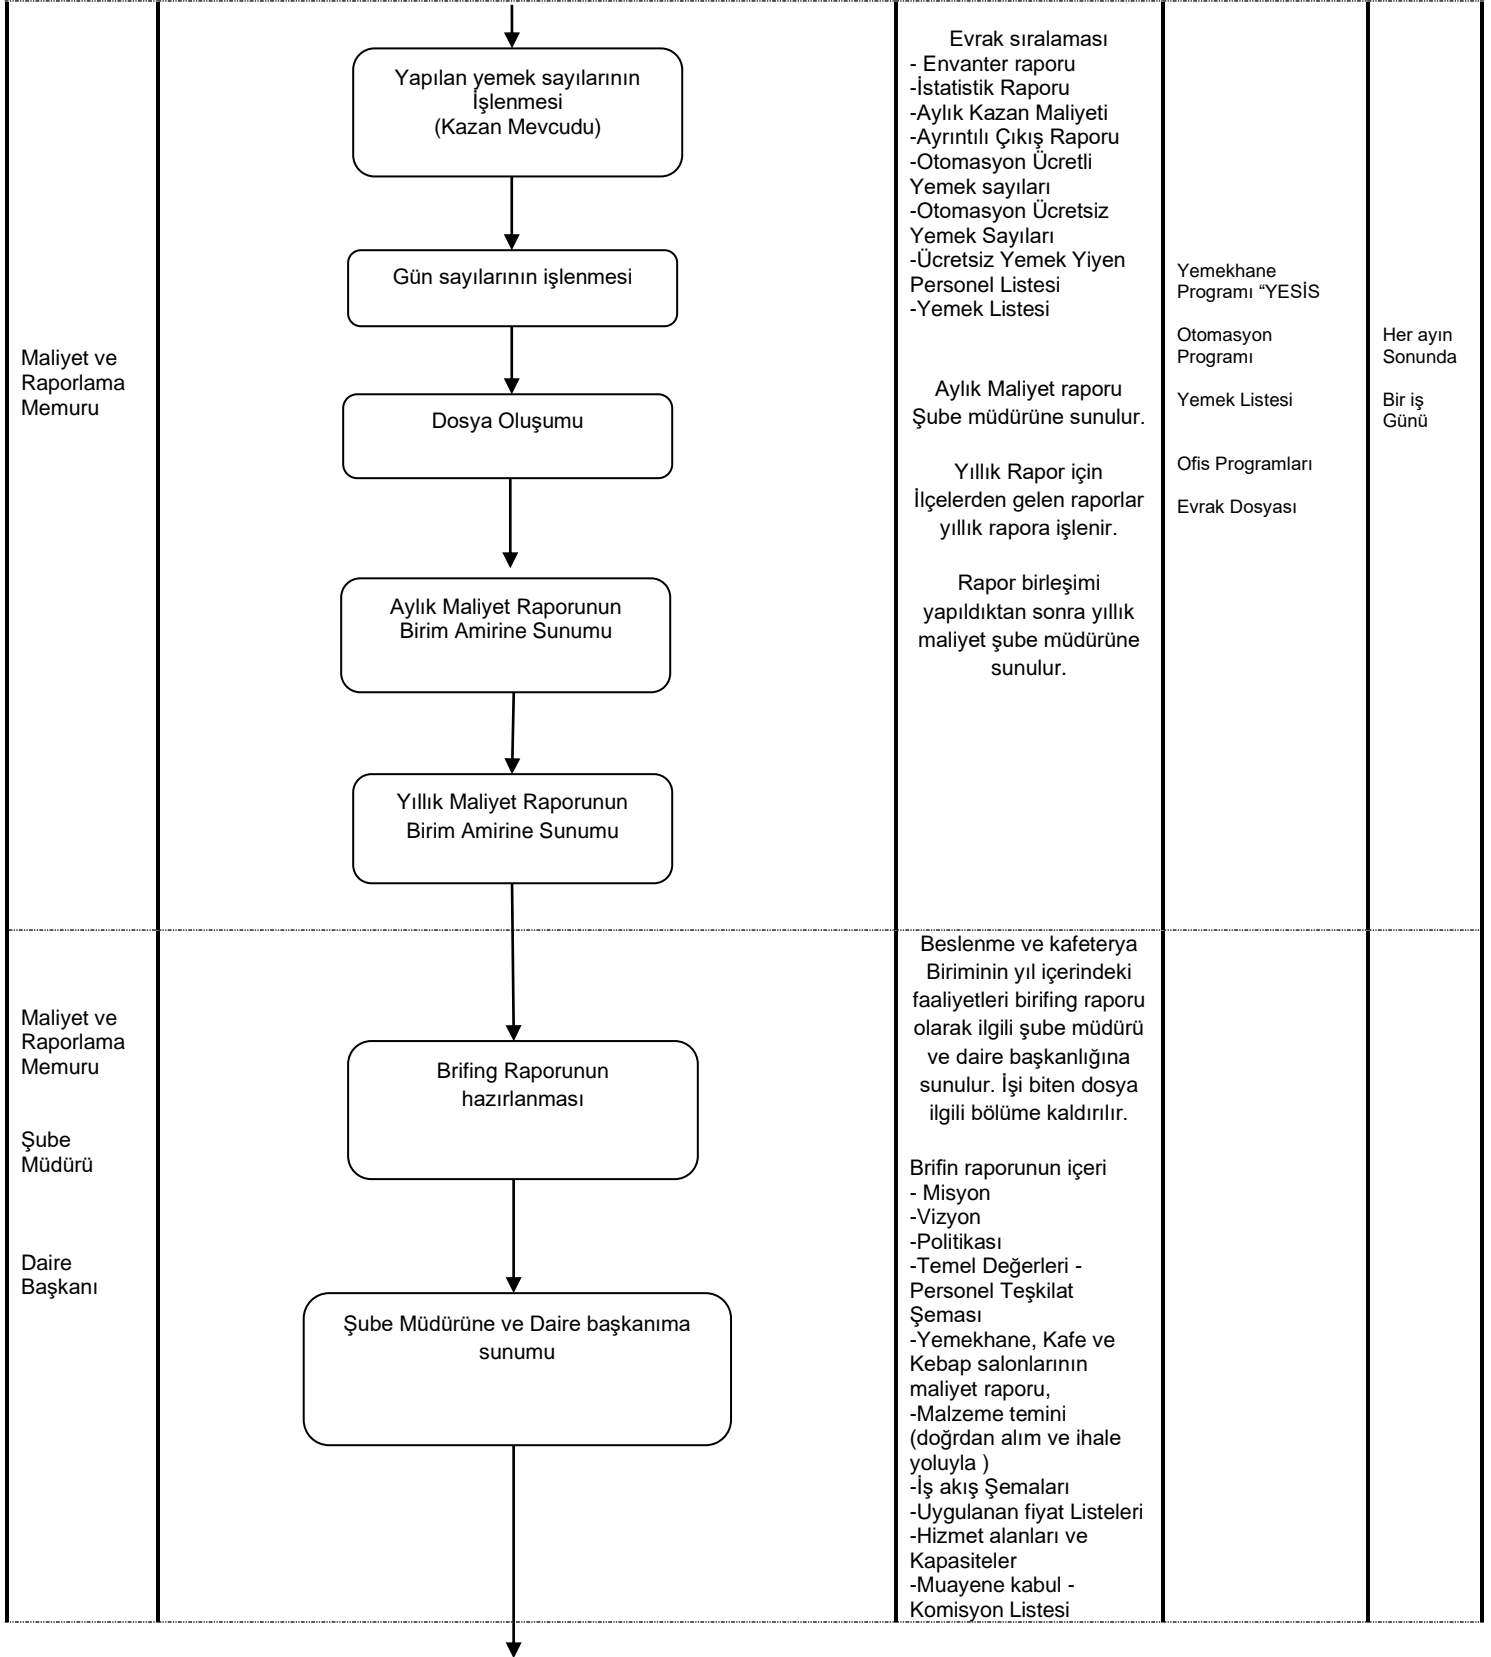 Maliyet ve
Raporlama
Memuru
Yapılan yemek sayılarının
İşlenmesi
(Kazan Mevcudu)
Gün sayılarının işlenmesi
Dosya Oluşumu
Aylık Maliyet Raporunun
Birim Amirine Sunumu
Yıllık Maliyet Raporunun
Birim Amirine Sunumu
Evrak sıralaması
- Envanter raporu
-İstatistik Raporu
-Aylık Kazan Maliyeti
-Ayrıntılı Çıkış Raporu
-Otomasyon Ücretli
Yemek sayıları
-Otomasyon Ücretsiz
Yemek Sayıları
-Ücretsiz Yemek Yiyen
Personel Listesi
-Yemek Listesi
Aylık Maliyet raporu
Şube müdürüne sunulur.
Yıllık Rapor için
İlçelerden gelen raporlar
yıllık rapora işlenir.
Rapor birleşimi
yapıldıktan sonra yıllık
maliyet şube müdürüne
sunulur.
Yemekhane
Programı “YESİS
Otomasyon
Programı
Yemek Listesi
Ofis Programları
Evrak Dosyası
Her ayın
Sonunda
Bir iş
Günü
Maliyet ve
Raporlama
Memuru
Şube
Müdürü
Daire
Başkanı
Brifing Raporunun
hazırlanması
Şube Müdürüne ve Daire başkanıma
sunumu
Beslenme ve kafeterya
Biriminin yıl içerindeki
faaliyetleri birifing raporu
olarak ilgili şube müdürü
ve daire başkanlığına
sunulur. İşi biten dosya
ilgili bölüme kaldırılır.
Brifin raporunun içeri
- Misyon
-Vizyon
-Politikası
-Temel Değerleri -
Personel Teşkilat
Şeması
-Yemekhane, Kafe ve
Kebap salonlarının
maliyet raporu,
-Malzeme temini
(doğrdan alım ve ihale
yoluyla )
-İş akış Şemaları
-Uygulanan fiyat Listeleri
-Hizmet alanları ve
Kapasiteler
-Muayene kabul -
Komisyon Listesi